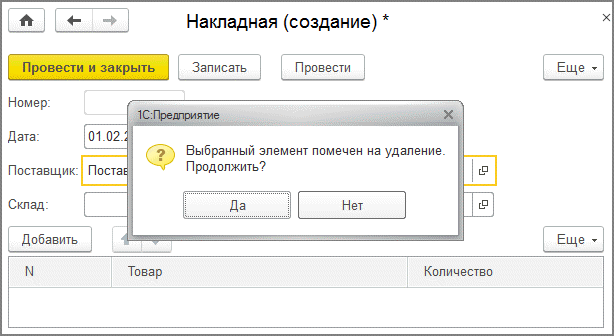 Накладная (создание) *
Провести и закрыть Записать Провести Еще
Номер:
1С:Предприятие
Дата: 01.02.2
Выбранный элемент помечен на удаление.
Продолжить?
Поставщик: Постав
Склад: Да Нет
Добавить Еще
N Товар Количество